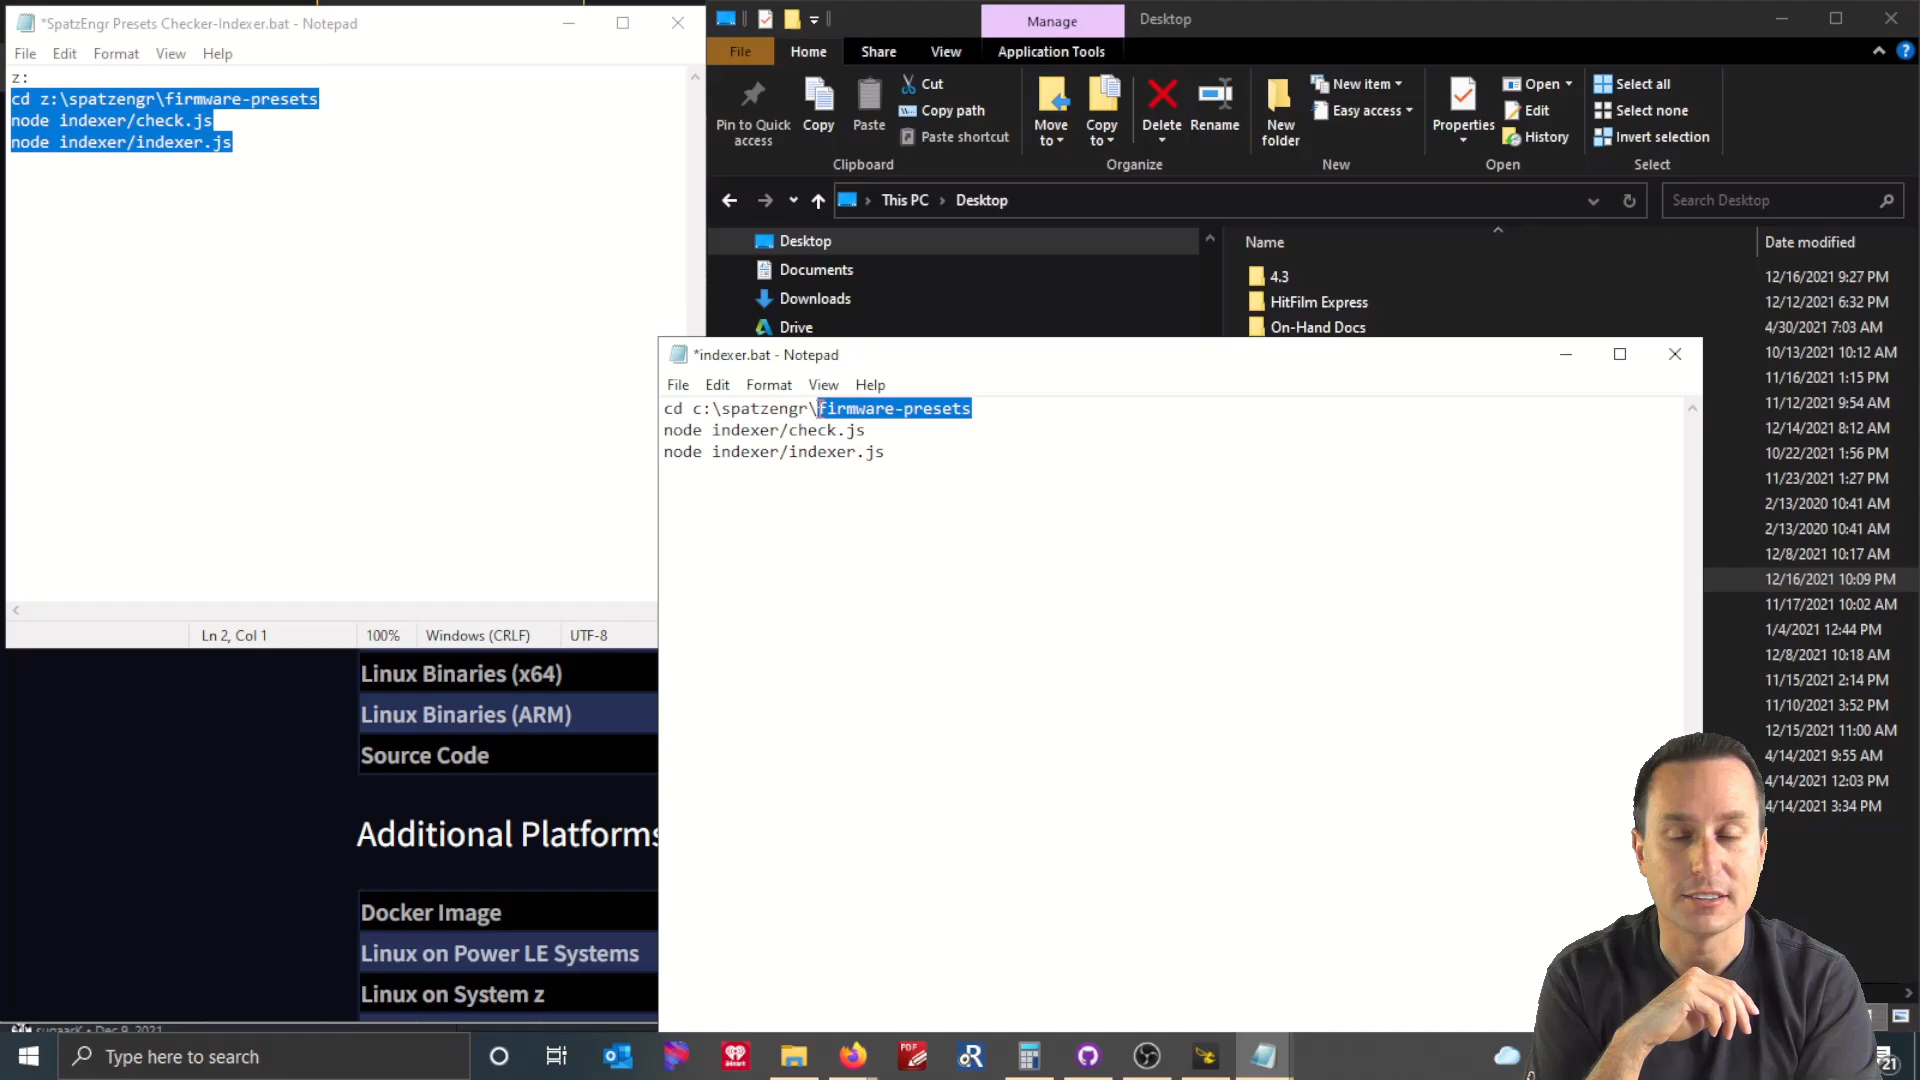 *SpatzEngr Presets Checker-Indexer.bat - Notepad
File Edit Format View Help
z:
cd z:\spatzengr\firmware-presets
node indexer/check.js
node indexer/indexer.js
Ln 2, Col 1 100% Windows (CRLF) UTF-8
Manage Desktop
File Home Share View Application Tools
Pin to Quick access
Copy
Paste
Cut
Copy path
Paste shortcut
Clipboard
Move to
Copy to
Delete
Rename
Organize
New folder
New item
Easy access
New
Properties
Open
Edit
History
Open
Select all
Select none
Invert selection
Select
This PC › Desktop
Search Desktop
Desktop
Documents
Downloads
Drive
Name Date modified
4.3 12/16/2021 9:27 PM
HitFilm Express 12/12/2021 6:32 PM
On-Hand Docs 4/30/2021 7:03 AM
10/13/2021 10:12 AM
11/16/2021 1:15 PM
11/12/2021 9:54 AM
12/14/2021 8:12 AM
10/22/2021 1:56 PM
11/23/2021 1:27 PM
2/13/2020 10:41 AM
2/13/2020 10:41 AM
12/8/2021 10:17 AM
12/16/2021 10:09 PM
11/17/2021 10:02 AM
1/4/2021 12:44 PM
12/8/2021 10:18 AM
11/15/2021 2:14 PM
11/10/2021 3:52 PM
12/15/2021 11:00 AM
4/14/2021 9:55 AM
4/14/2021 12:03 PM
4/14/2021 3:34 PM
*indexer.bat - Notepad
File Edit Format View Help
cd c:\spatzengr\firmware-presets
node indexer/check.js
node indexer/indexer.js
Linux Binaries (x64)
Linux Binaries (ARM)
Source Code
Additional Platforms
Docker Image
Linux on Power LE Systems
Linux on System z
sugarK • Dec 9, 2021
Type here to search
PDF
21